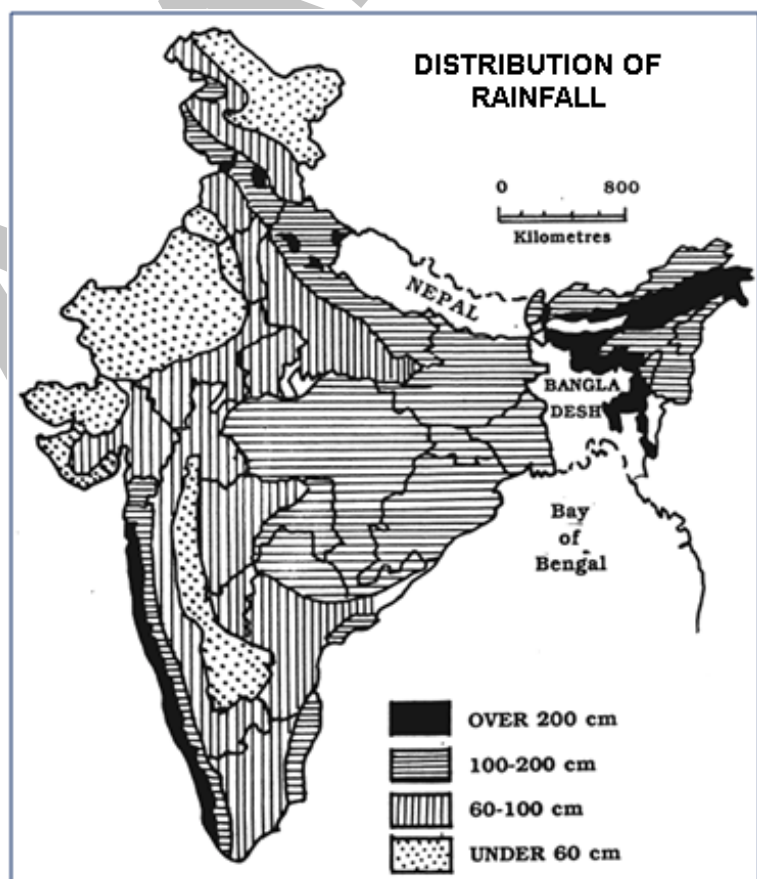 DISTRIBUTION OF
RAINFALL
0 800
Kilometres
NEPAL
BANGLA
DESH
Bay
of
Bengal
OVER 200 cm
100-200 cm
60-100 cm
UNDER 60 cm